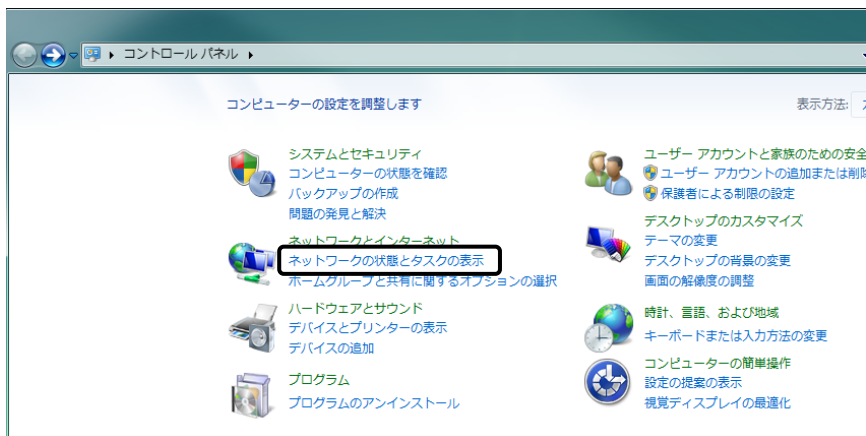 コントロール パネル
コンピューターの設定を調整します
表示方法:
システムとセキュリティ
コンピューターの状態を確認
バックアップの作成
問題の発見と解決
ネットワークとインターネット
ネットワークの状態とタスクの表示
ホームグループと共有に関するオプションの選択
ハードウェアとサウンド
デバイスとプリンターの表示
デバイスの追加
プログラム
プログラムのアンインストール
ユーザー アカウントと家族のための安全
ユーザー アカウントの追加または削除
保護者による制限の設定
デスクトップのカスタマイズ
テーマの変更
デスクトップの背景の変更
画面の解像度の調整
時計、言語、および地域
キーボードまたは入力方法の変更
コンピューターの簡単操作
設定の提案の表示
視覚ディスプレイの最適化